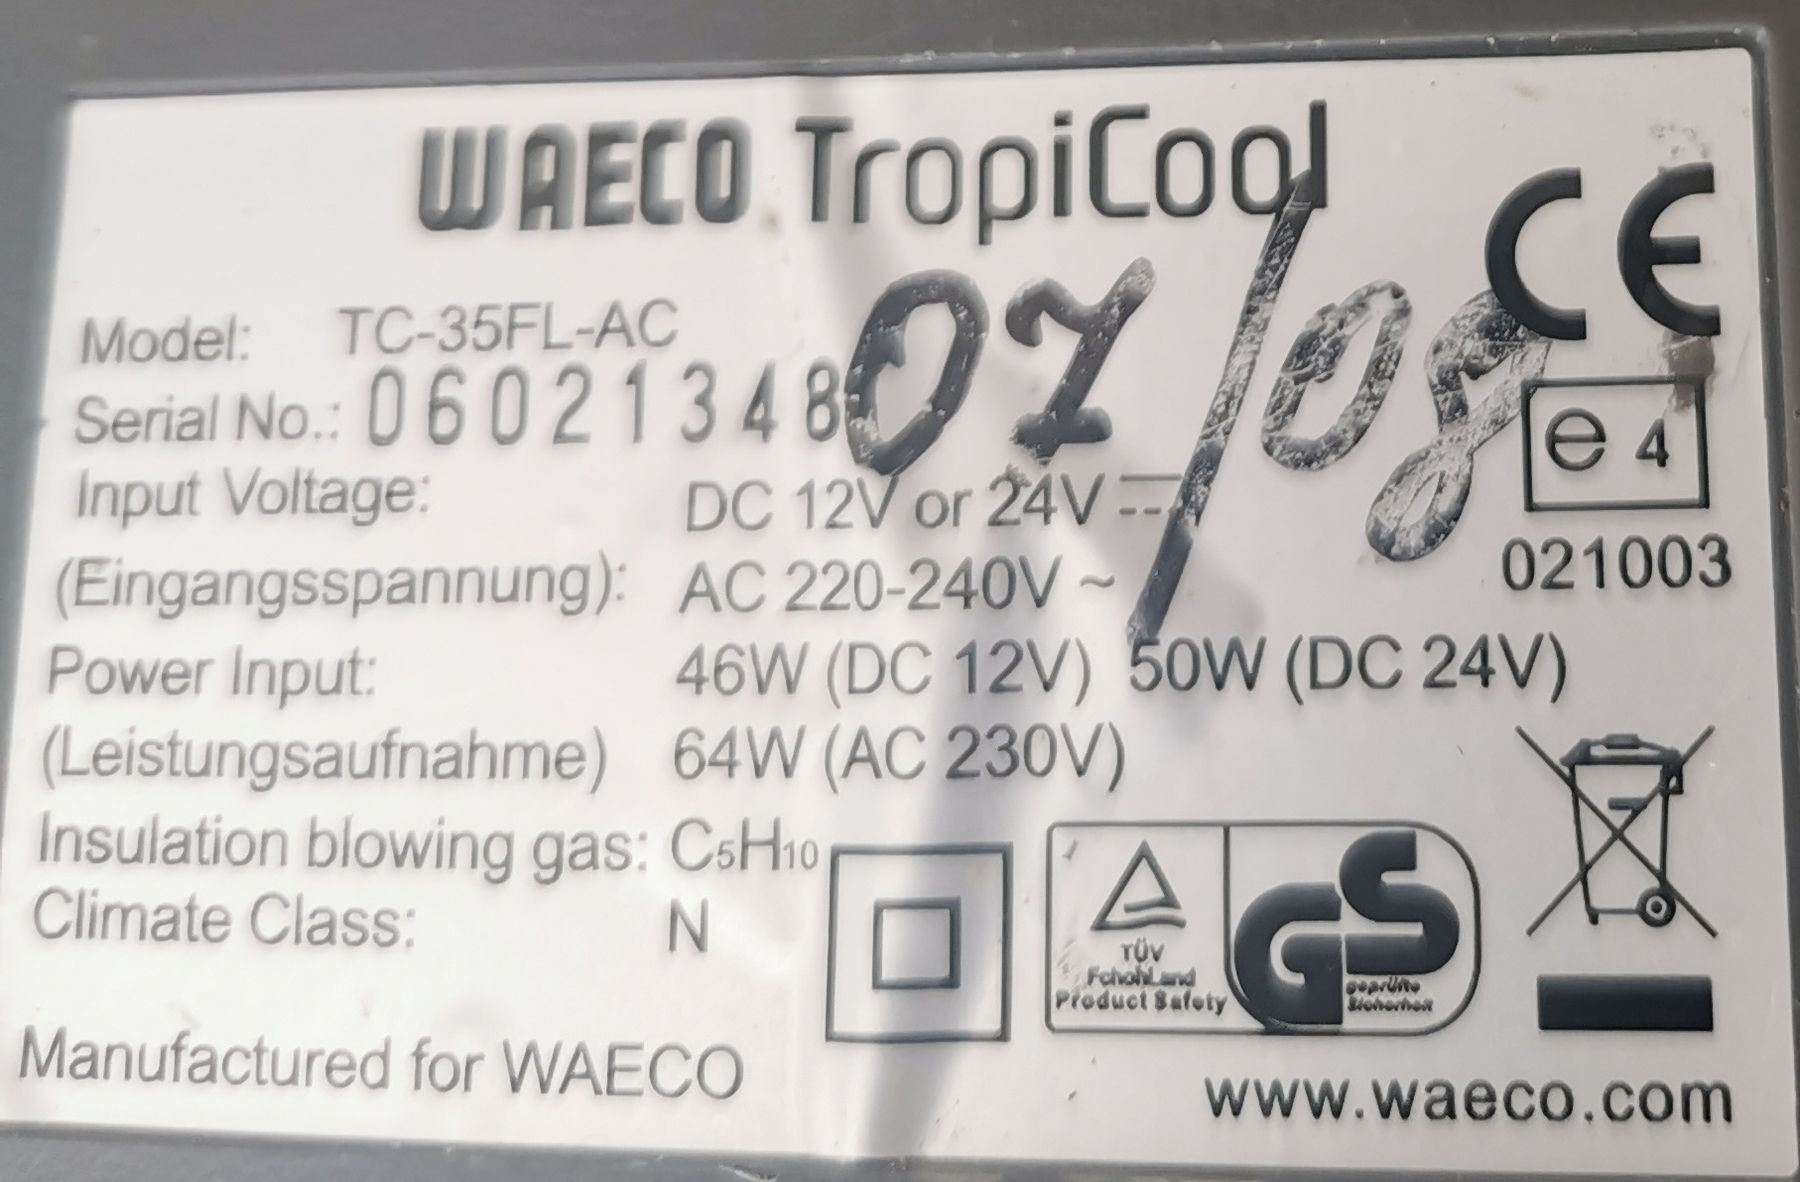 WAECO TropiCool
CE
Model: TC-35FL-AC
07/08
Serial No.: 06021348
e 4
021003
Input Voltage: DC 12V or 24V ⎓
(Eingangsspannung): AC 220-240V ~
Power Input: 46W (DC 12V) 50W (DC 24V)
(Leistungsaufnahme) 64W (AC 230V)
Insulation blowing gas: C5H10
Climate Class: N
TÜV
Product Safety
GS
geprüfte
Sicherheit
Manufactured for WAECO
www.waeco.com